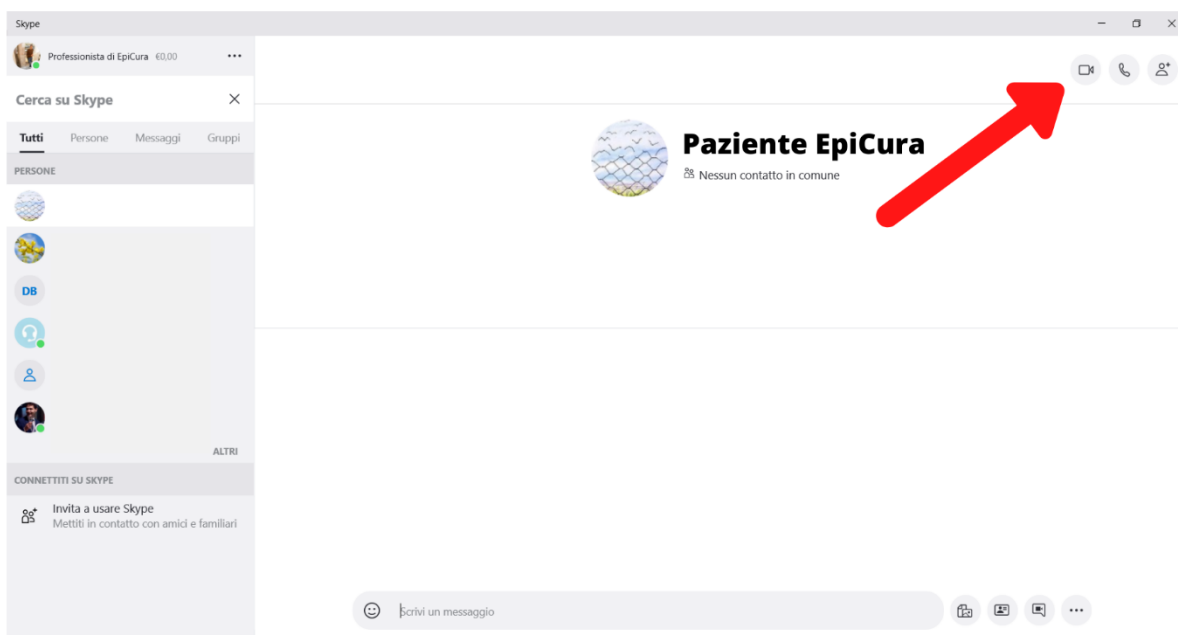 Skype
Professionista di EpiCura €0,00
Cerca su Skype
Tutti Persone Messaggi Gruppi
PERSONE
DB
ALTRI
CONNETTITI SU SKYPE
Invita a usare Skype
Mettiti in contatto con amici e familiari
Paziente EpiCura
Nessun contatto in comune
Scrivi un messaggio